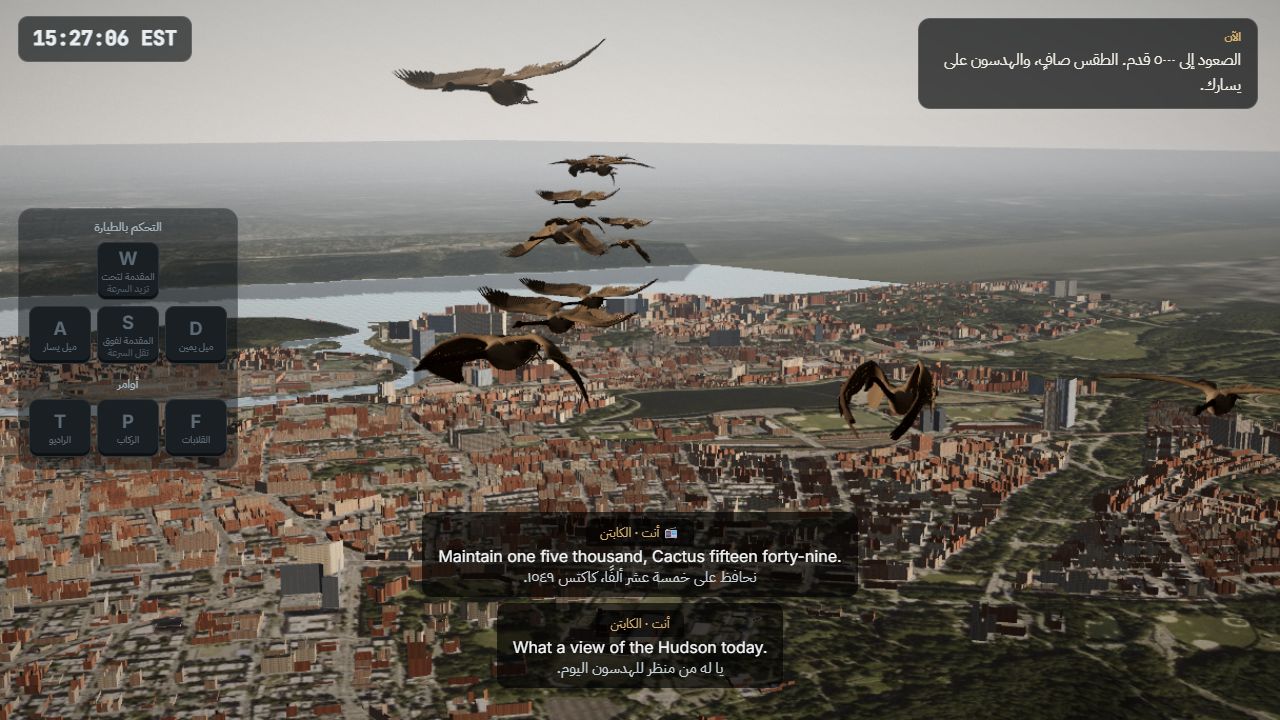 15:27:06 EST
الآن
الصعود إلى ٥٠٠٠ قدم. الطقس صافٍ، والهدسون على
يسارك.
التحكم بالطيارة
W
المقدمة لتحت
تزيد السرعة
A
ميل يسار
S
المقدمة لفوق
تقل السرعة
D
ميل يمين
أوامر
T
الراديو
P
الركاب
F
القلابات
أنت · الكابتن
Maintain one five thousand, Cactus fifteen forty-nine.
نحافظ على خمسة عشر ألفًا، كاكتس ١٥٤٩.
أنت · الكابتن
What a view of the Hudson today.
يا له من منظر للهدسون اليوم.